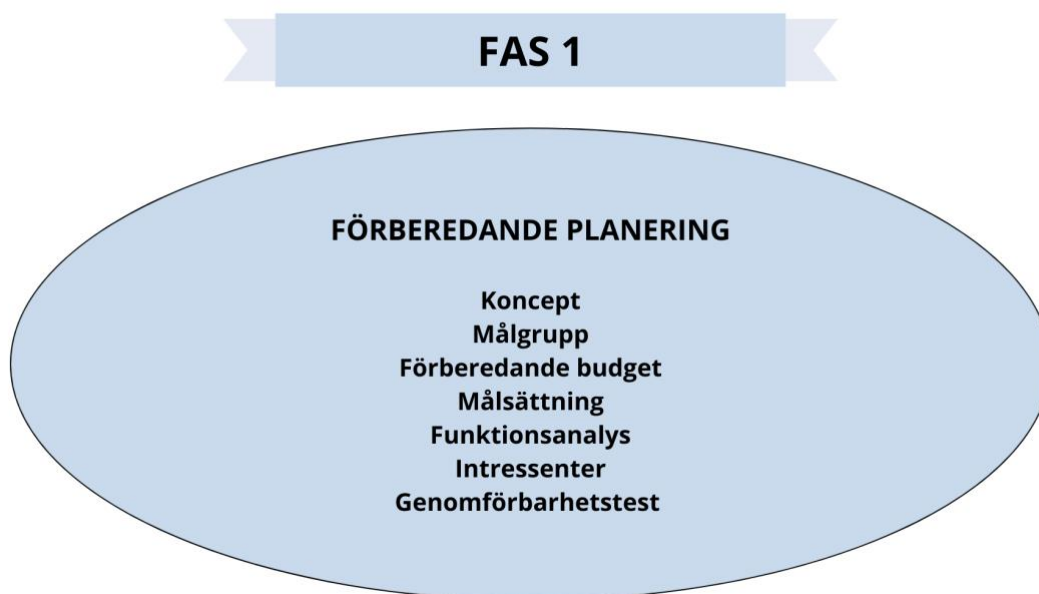 FAS 1
FÖRBEREDANDE PLANERING
Koncept
Målgrupp
Förberedande budget
Målsättning
Funktionsanalys
Intressenter
Genomförbarhetstest